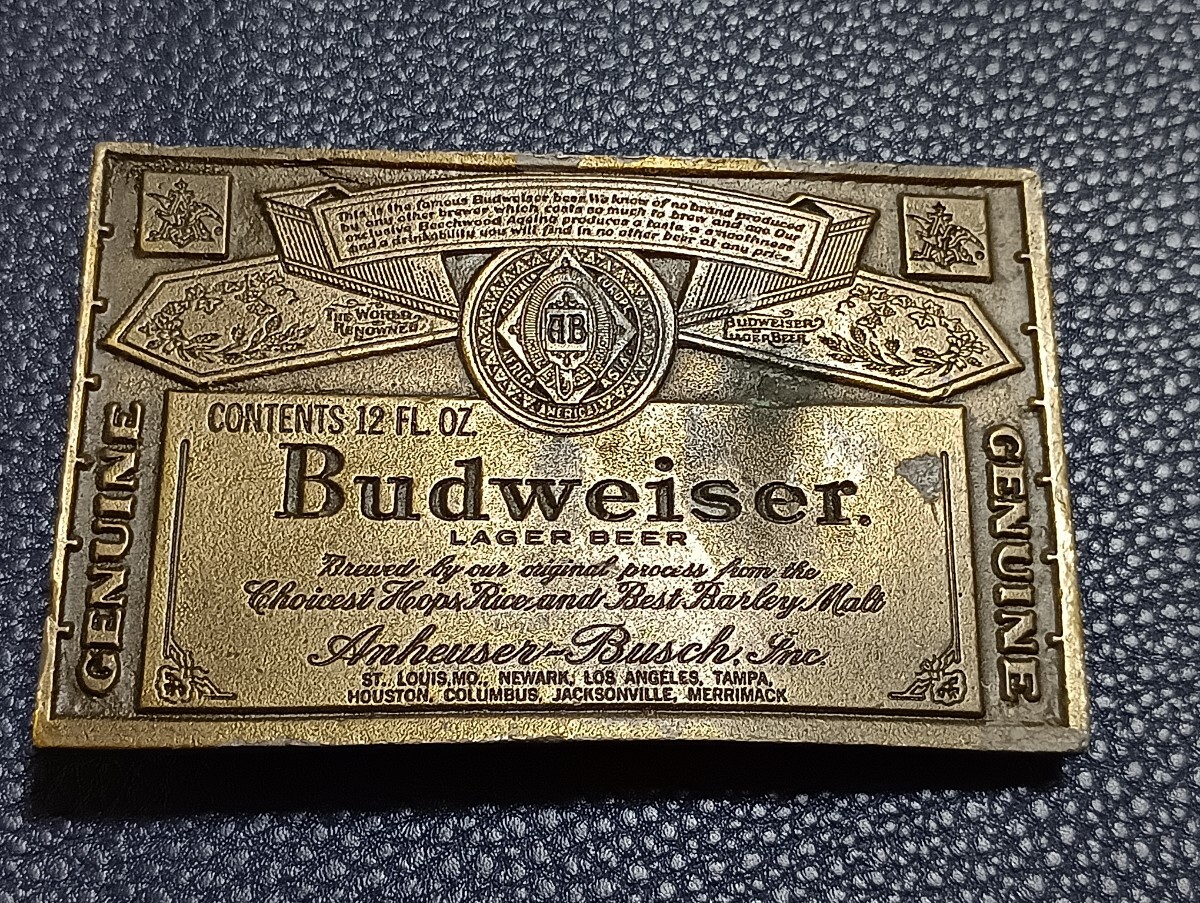 This is the famous Budweiser beer. We know of no brand produced
by any other brewer which costs so much to brew and age. Our
exclusive Beechwood Ageing produces a taste, a smoothness
and a drinkability you will find in no other beer at any price.
THE WORLD
RENOWNED
BUDWEISER
LAGER BEER
EUROPE
AB
AFRICA
ASIA
AMERICA
GENUINE
CONTENTS 12 FL. OZ
Budweiser.
LAGER BEER
Brewed by our original process from the
Choicest Hops, Rice and Best Barley Malt
Anheuser-Busch, Inc.
ST. LOUIS, MO., NEWARK, LOS ANGELES, TAMPA,
HOUSTON, COLUMBUS, JACKSONVILLE, MERRIMACK
GENUINE